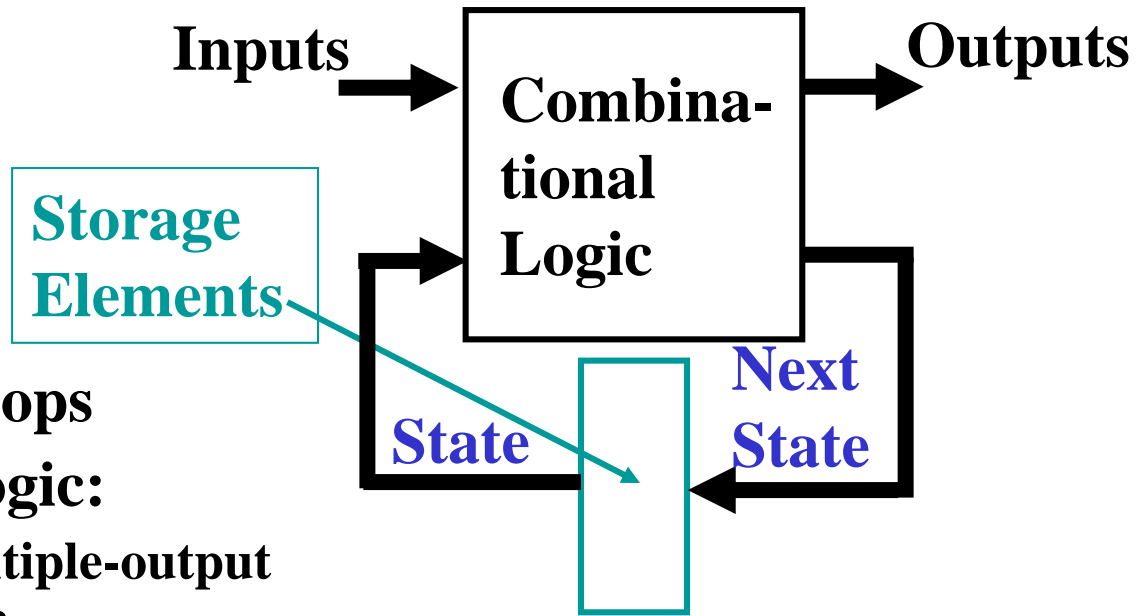 Inputs
Outputs
Combina-
tional
Logic
Storage
Elements
Next
State
State
ops
ogic:
tiple-output